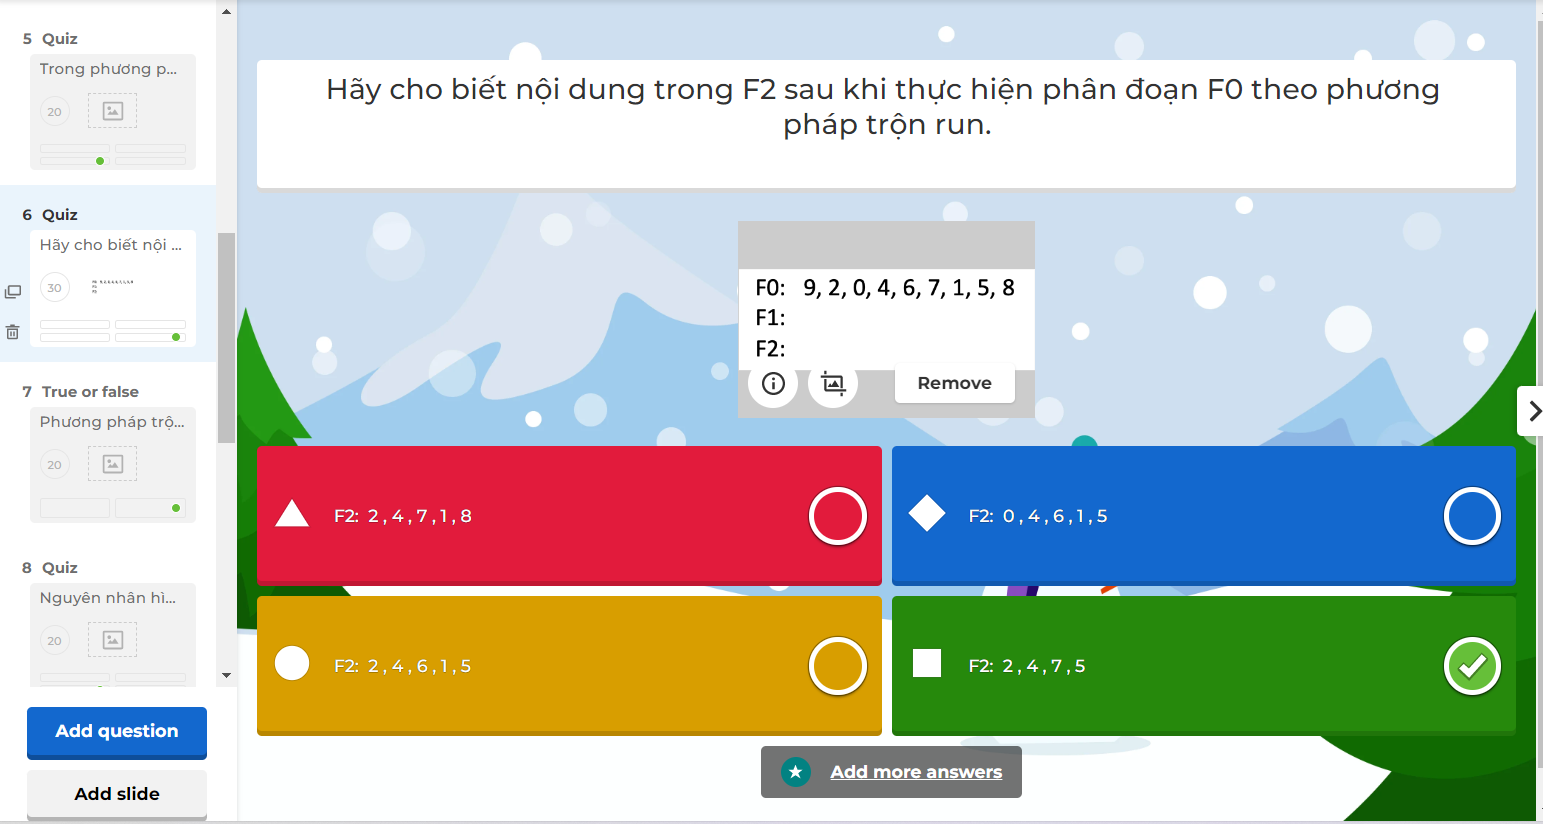 5 Quiz
Trong phương p...
20
6 Quiz
Hãy cho biết nội ...
30
7 True or false
Phương pháp trộ...
20
8 Quiz
Nguyên nhân hì...
20
Add question
Add slide
Hãy cho biết nội dung trong F2 sau khi thực hiện phân đoạn F0 theo phương
pháp trộn run.
F0: 9, 2, 0, 4, 6, 7, 1, 5, 8
F1:
F2:
Remove
F2: 2 , 4 , 7 , 1 , 8
F2: 0 , 4 , 6 , 1 , 5
F2: 2 , 4 , 6 , 1 , 5
F2: 2 , 4 , 7 , 5
Add more answers